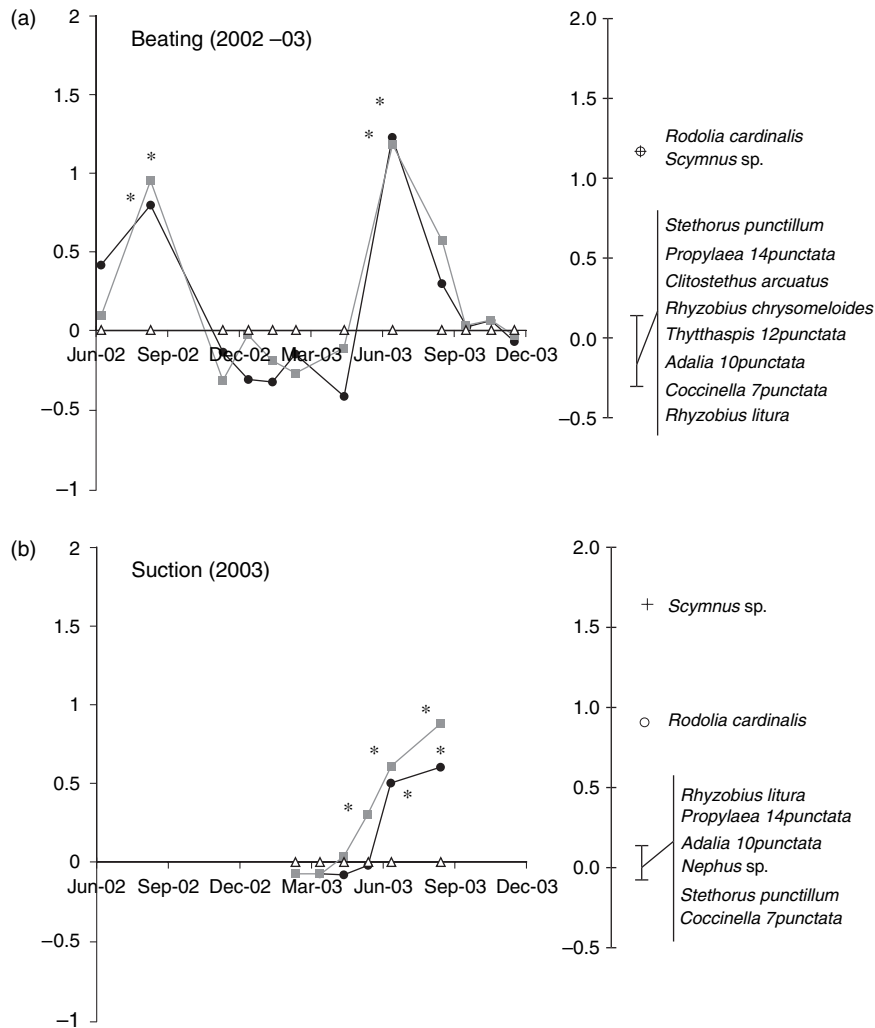 (a)
Beating (2002 –03)
2
1.5
1
0.5
0
−0.5
−1
* * * *
Jun-02 Sep-02 Dec-02 Mar-03 Jun-03 Sep-03 Dec-03
2.0
1.5
1.0
0.5
0.0
−0.5
Rodolia cardinalis
Scymnus sp.
Stethorus punctillum
Propylaea 14punctata
Clitostethus arcuatus
Rhyzobius chrysomeloides
Thytthaspis 12punctata
Adalia 10punctata
Coccinella 7punctata
Rhyzobius litura
(b)
Suction (2003)
2
1.5
1
0.5
0
−0.5
−1
* * * * *
Jun-02 Sep-02 Dec-02 Mar-03 Jun-03 Sep-03 Dec-03
2.0
1.5
1.0
0.5
0.0
−0.5
Scymnus sp.
Rodolia cardinalis
Rhyzobius litura
Propylaea 14punctata
Adalia 10punctata
Nephus sp.
Stethorus punctillum
Coccinella 7punctata